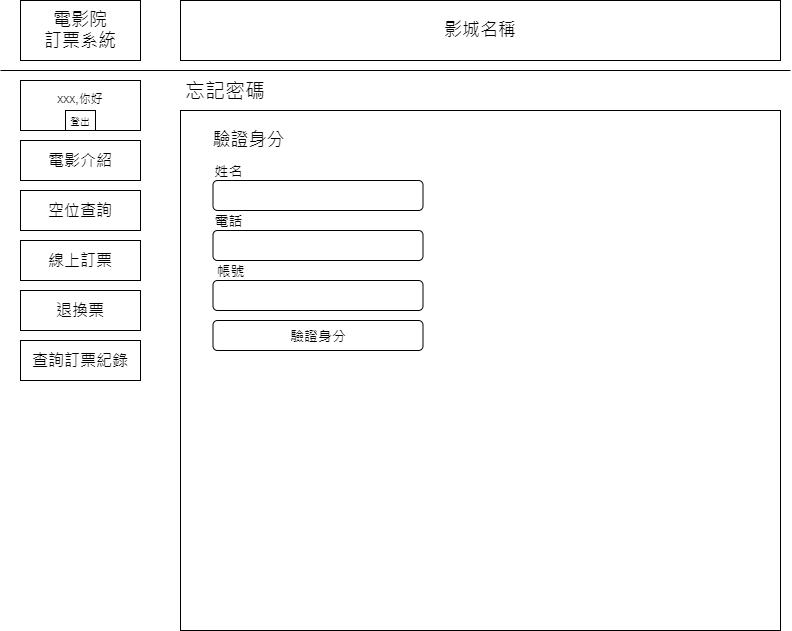 電影院
訂票系統
影城名稱
xxx,你好
登出
電影介紹
空位查詢
線上訂票
退換票
查詢訂票紀錄
忘記密碼
驗證身分
姓名
電話
帳號
驗證身分